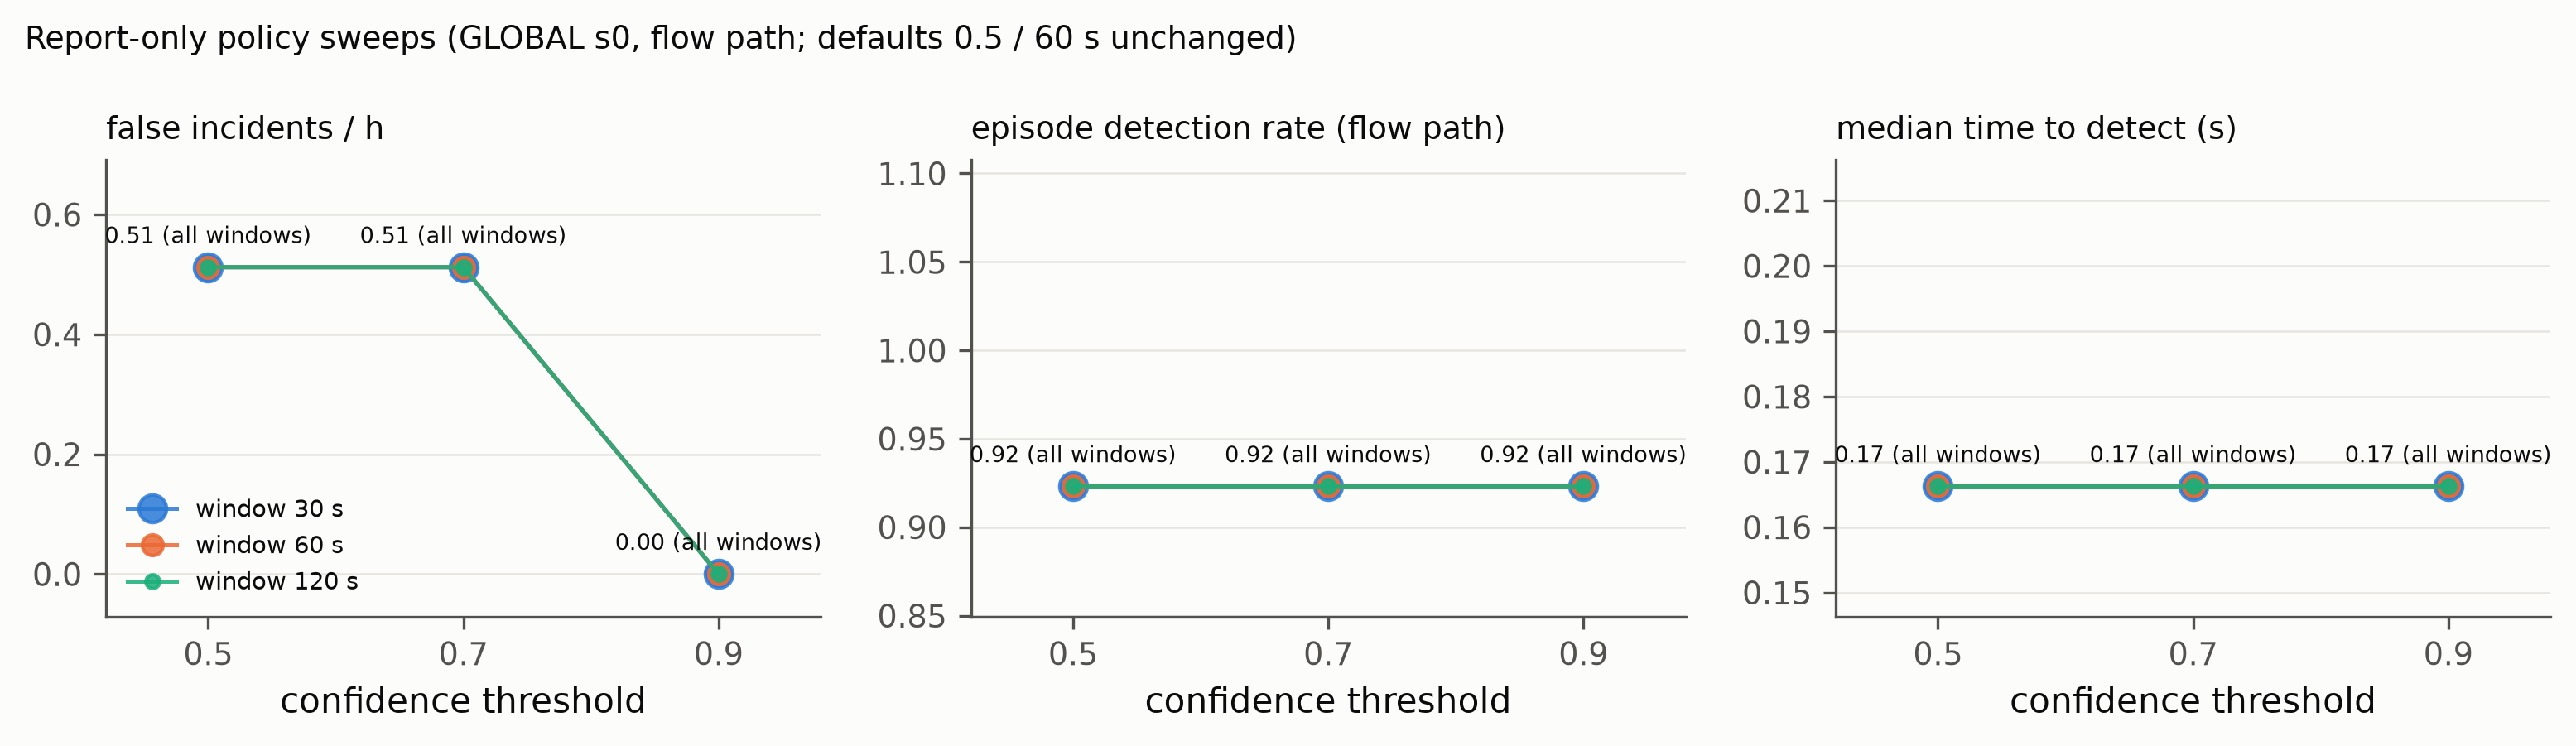 Report-only policy sweeps (GLOBAL s0, flow path; defaults 0.5 / 60 s unchanged)
false incidents / h
0.6
0.4
0.2
0.0
0.51 (all windows)
0.51 (all windows)
0.00 (all windows)
window 30 s
window 60 s
window 120 s
0.5
0.7
0.9
confidence threshold
episode detection rate (flow path)
1.10
1.05
1.00
0.95
0.90
0.85
0.92 (all windows)
0.92 (all windows)
0.92 (all windows)
0.5
0.7
0.9
confidence threshold
median time to detect (s)
0.21
0.20
0.19
0.18
0.17
0.16
0.15
0.17 (all windows)
0.17 (all windows)
0.17 (all windows)
0.5
0.7
0.9
confidence threshold